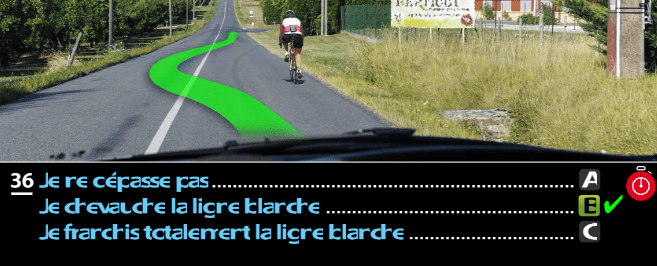 36 Je ne dépasse pas ........ A
Je chevauche la ligne blanche ........ B
Je franchis totalement la ligne blanche ........ C